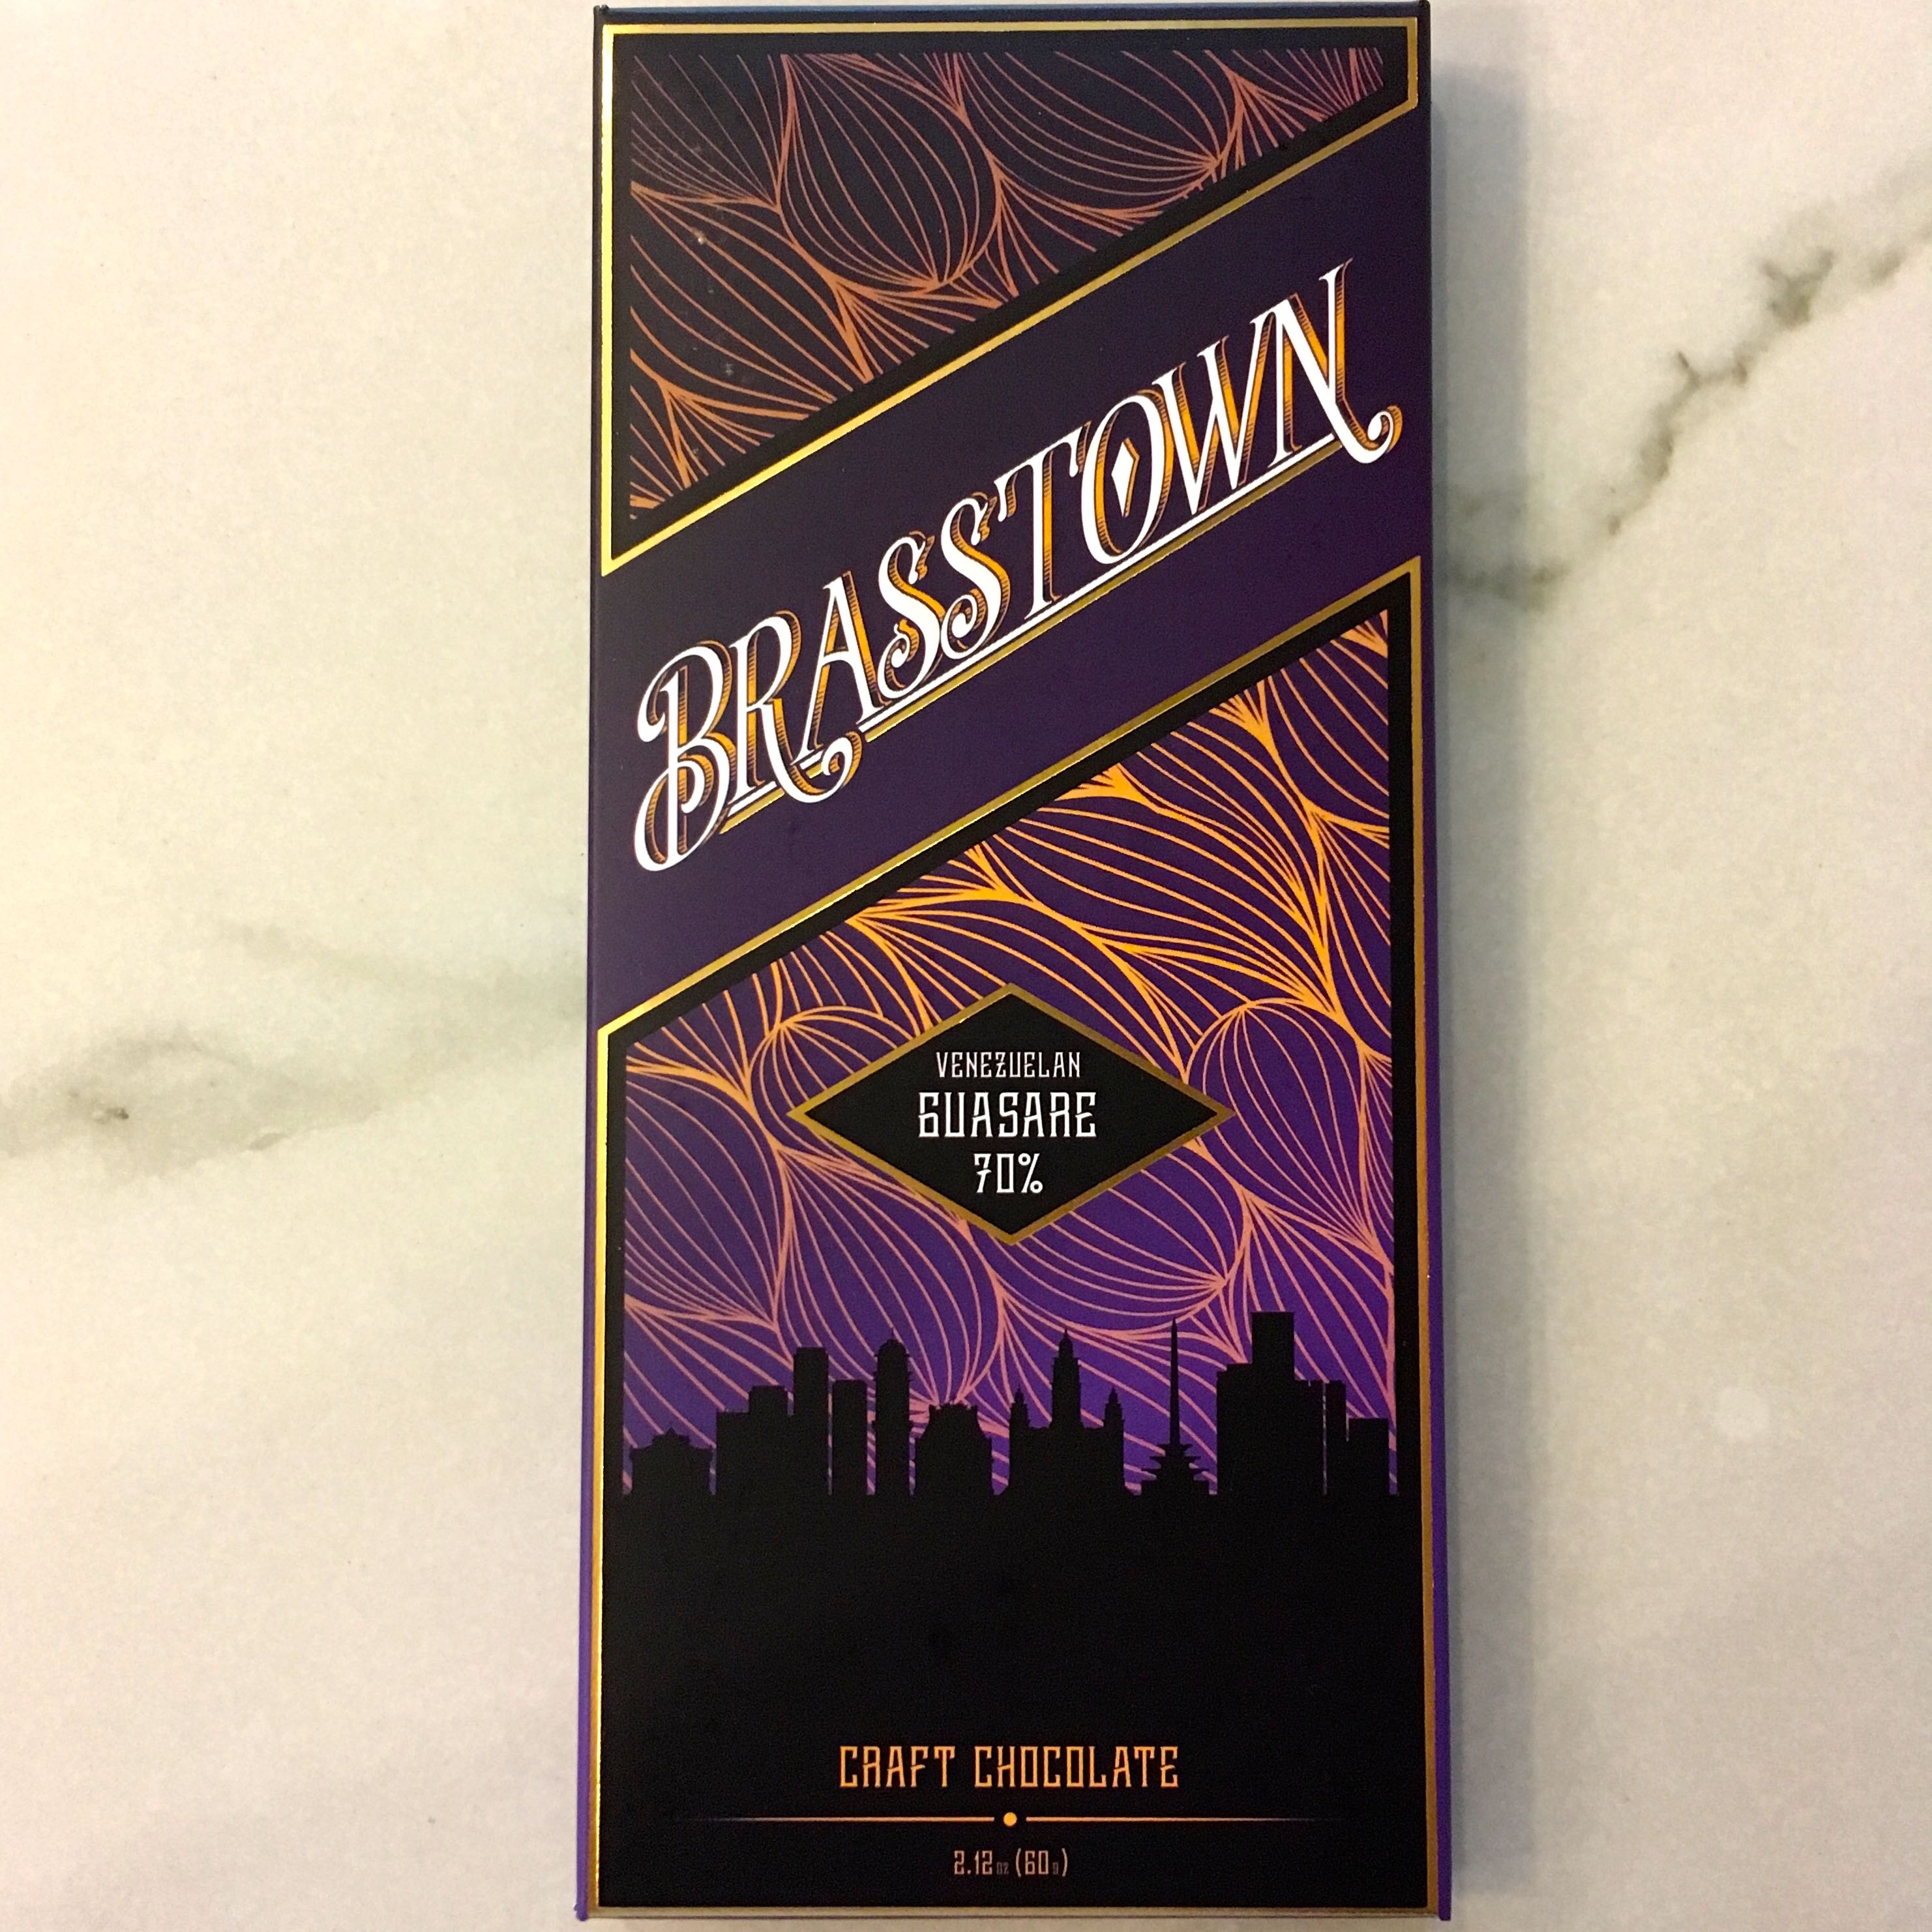 BRASSTOWN
VENEZUELAN
GUASARE
70%
CRAFT CHOCOLATE
2.12 oz (60 g)